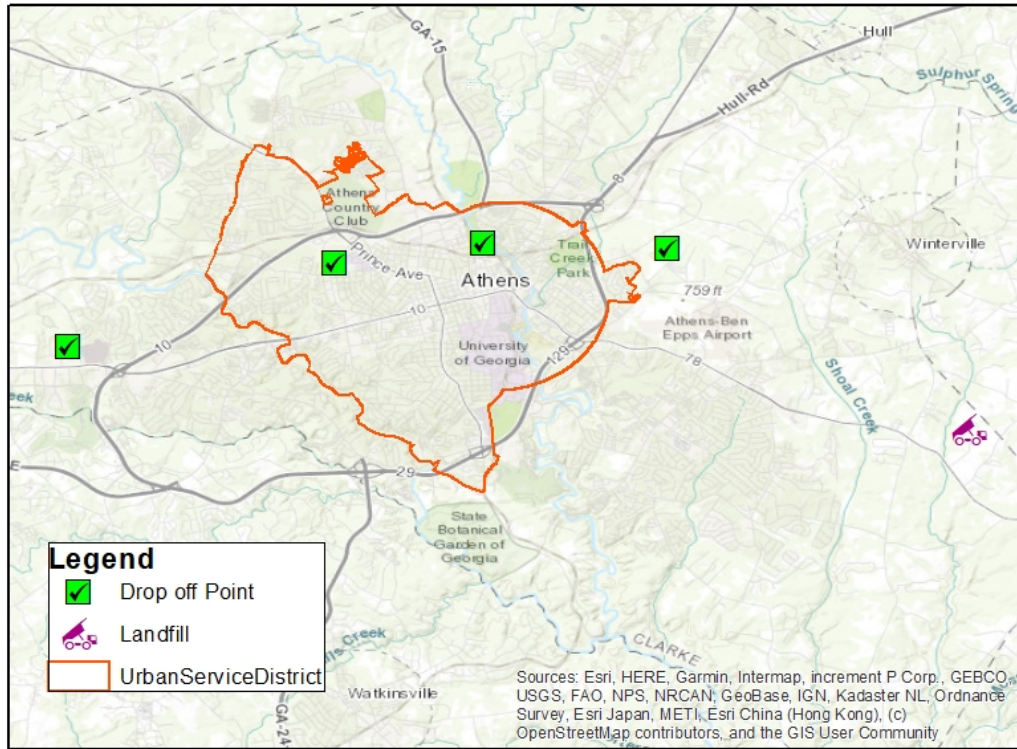 GA-15
Hull
Hull-Rd
Sulphur Spring
8
Athens
Country
Club
Prince-Ave
Trail
Creek
Park
Winterville
Athens
759 ft
10
10
Athens-Ben
Epps Airport
University
of Georgia
129
78
Creek
Shoal Creek
E
29
State
Botanical
Garden of
Georgia
Legend
Drop off Point
Landfill
UrbanServiceDistrict
Creek
CLARKE
Watkinsville
GA-24
Sources: Esri, HERE, Garmin, Intermap, increment P Corp., GEBCO,
USGS, FAO, NPS, NRCAN, GeoBase, IGN, Kadaster NL, Ordnance
Survey, Esri Japan, METI, Esri China (Hong Kong), (c)
OpenStreetMap contributors, and the GIS User Community